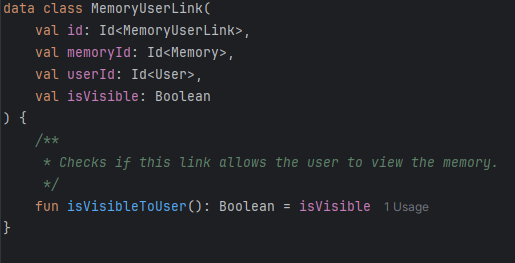 data class MemoryUserLink(
    val id: Id<MemoryUserLink>,
    val memoryId: Id<Memory>,
    val userId: Id<User>,
    val isVisible: Boolean
) {
    /**
     * Checks if this link allows the user to view the memory.
     */
    fun isVisibleToUser(): Boolean = isVisible 1 Usage
}